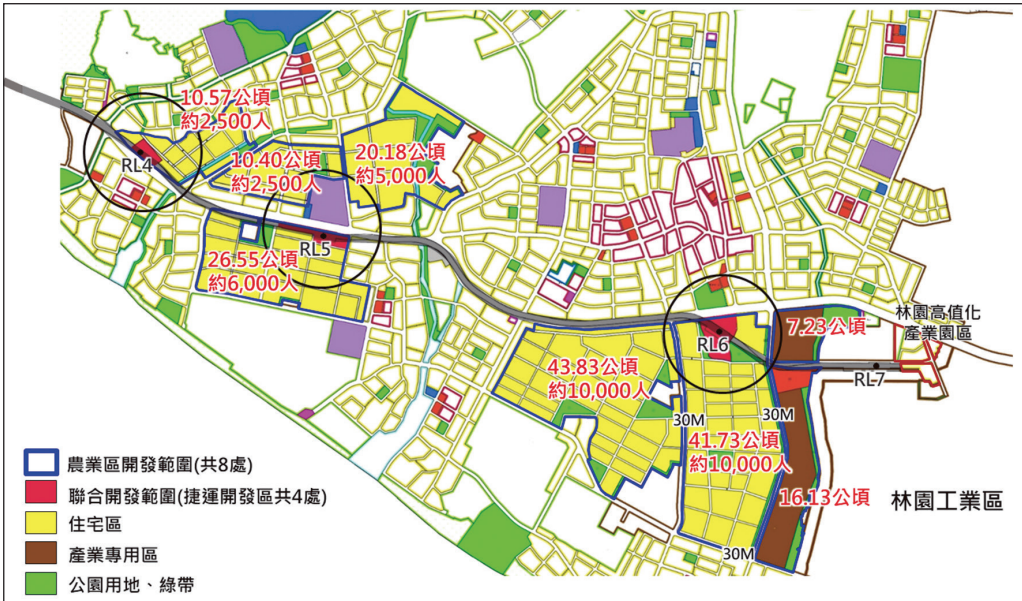 10.57公頃
約2,500人
RL4
10.40公頃
約2,500人
20.18公頃
約5,000人
RL5
26.55公頃
約6,000人
林園高值化
產業園區
7.23公頃
RL6
RL7
43.83公頃
約10,000人
30M
30M
41.73公頃
約10,000人
16.13公頃
林園工業區
30M
農業區開發範圍(共8處)
聯合開發範圍(捷運開發區共4處)
住宅區
產業專用區
公園用地、綠帶